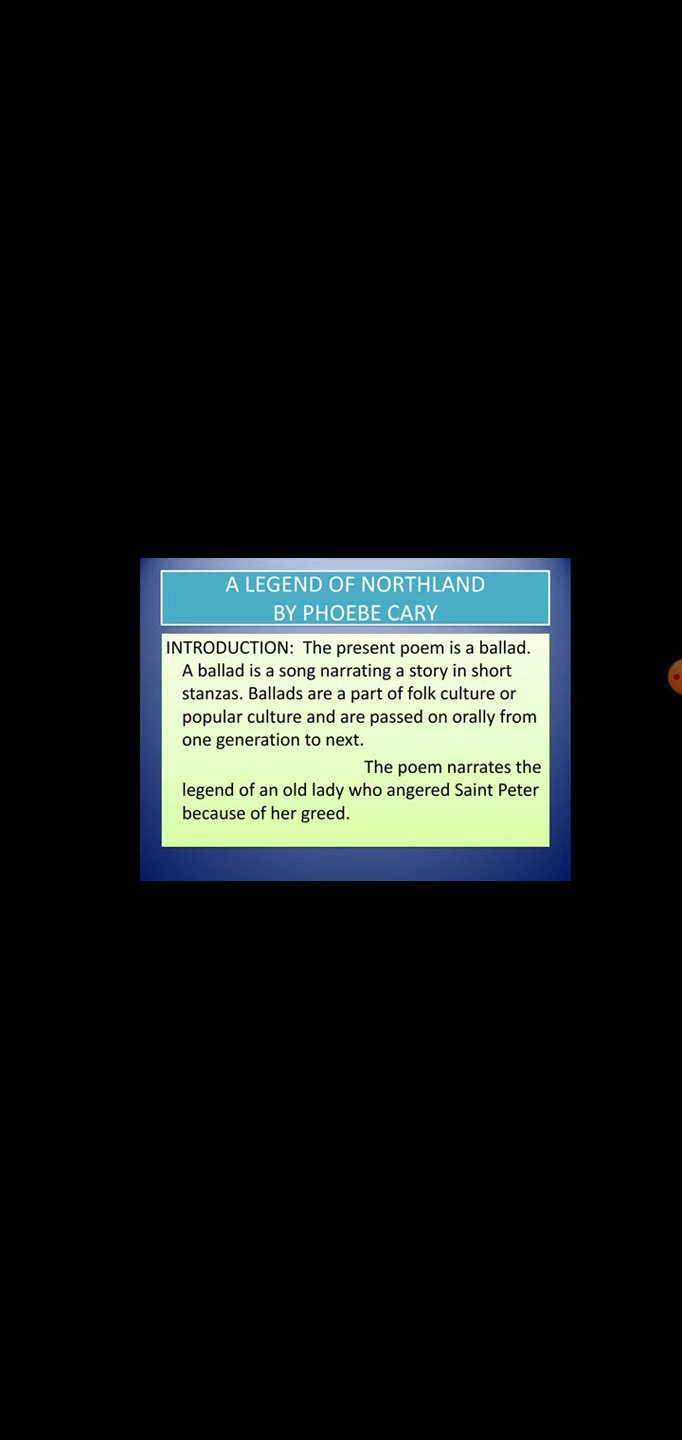 A LEGEND OF NORTHLAND
BY PHOEBE CARY
INTRODUCTION: The present poem is a ballad.
A ballad is a song narrating a story in short
stanzas. Ballads are a part of folk culture or
popular culture and are passed on orally from
one generation to next.
The poem narrates the
legend of an old lady who angered Saint Peter
because of her greed.